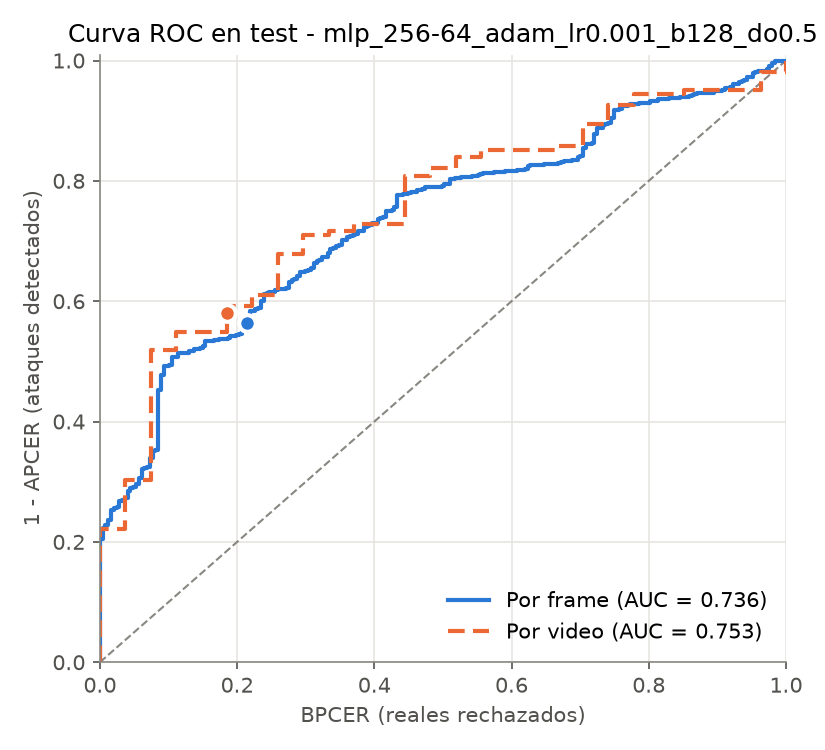 Curva ROC en test - mlp_256-64_adam_lr0.001_b128_do0.5
1.0
0.8
0.6
0.4
0.2
0.0
1 - APCER (ataques detectados)
Por frame (AUC = 0.736)
Por video (AUC = 0.753)
0.0 0.2 0.4 0.6 0.8 1.0
BPCER (reales rechazados)